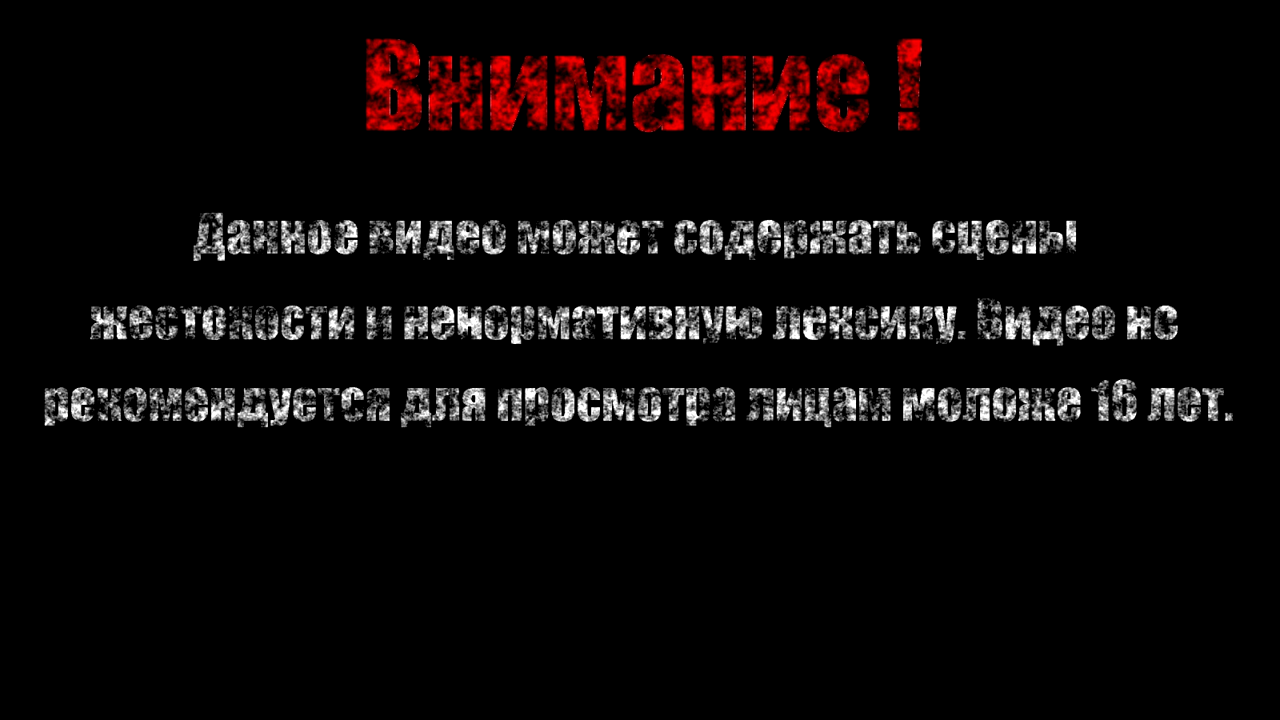 Внимание !
Данное видео может содержать сцены
жестокости и ненормативную лексику. Видео не
рекомендуется для просмотра лицам моложе 16 лет.